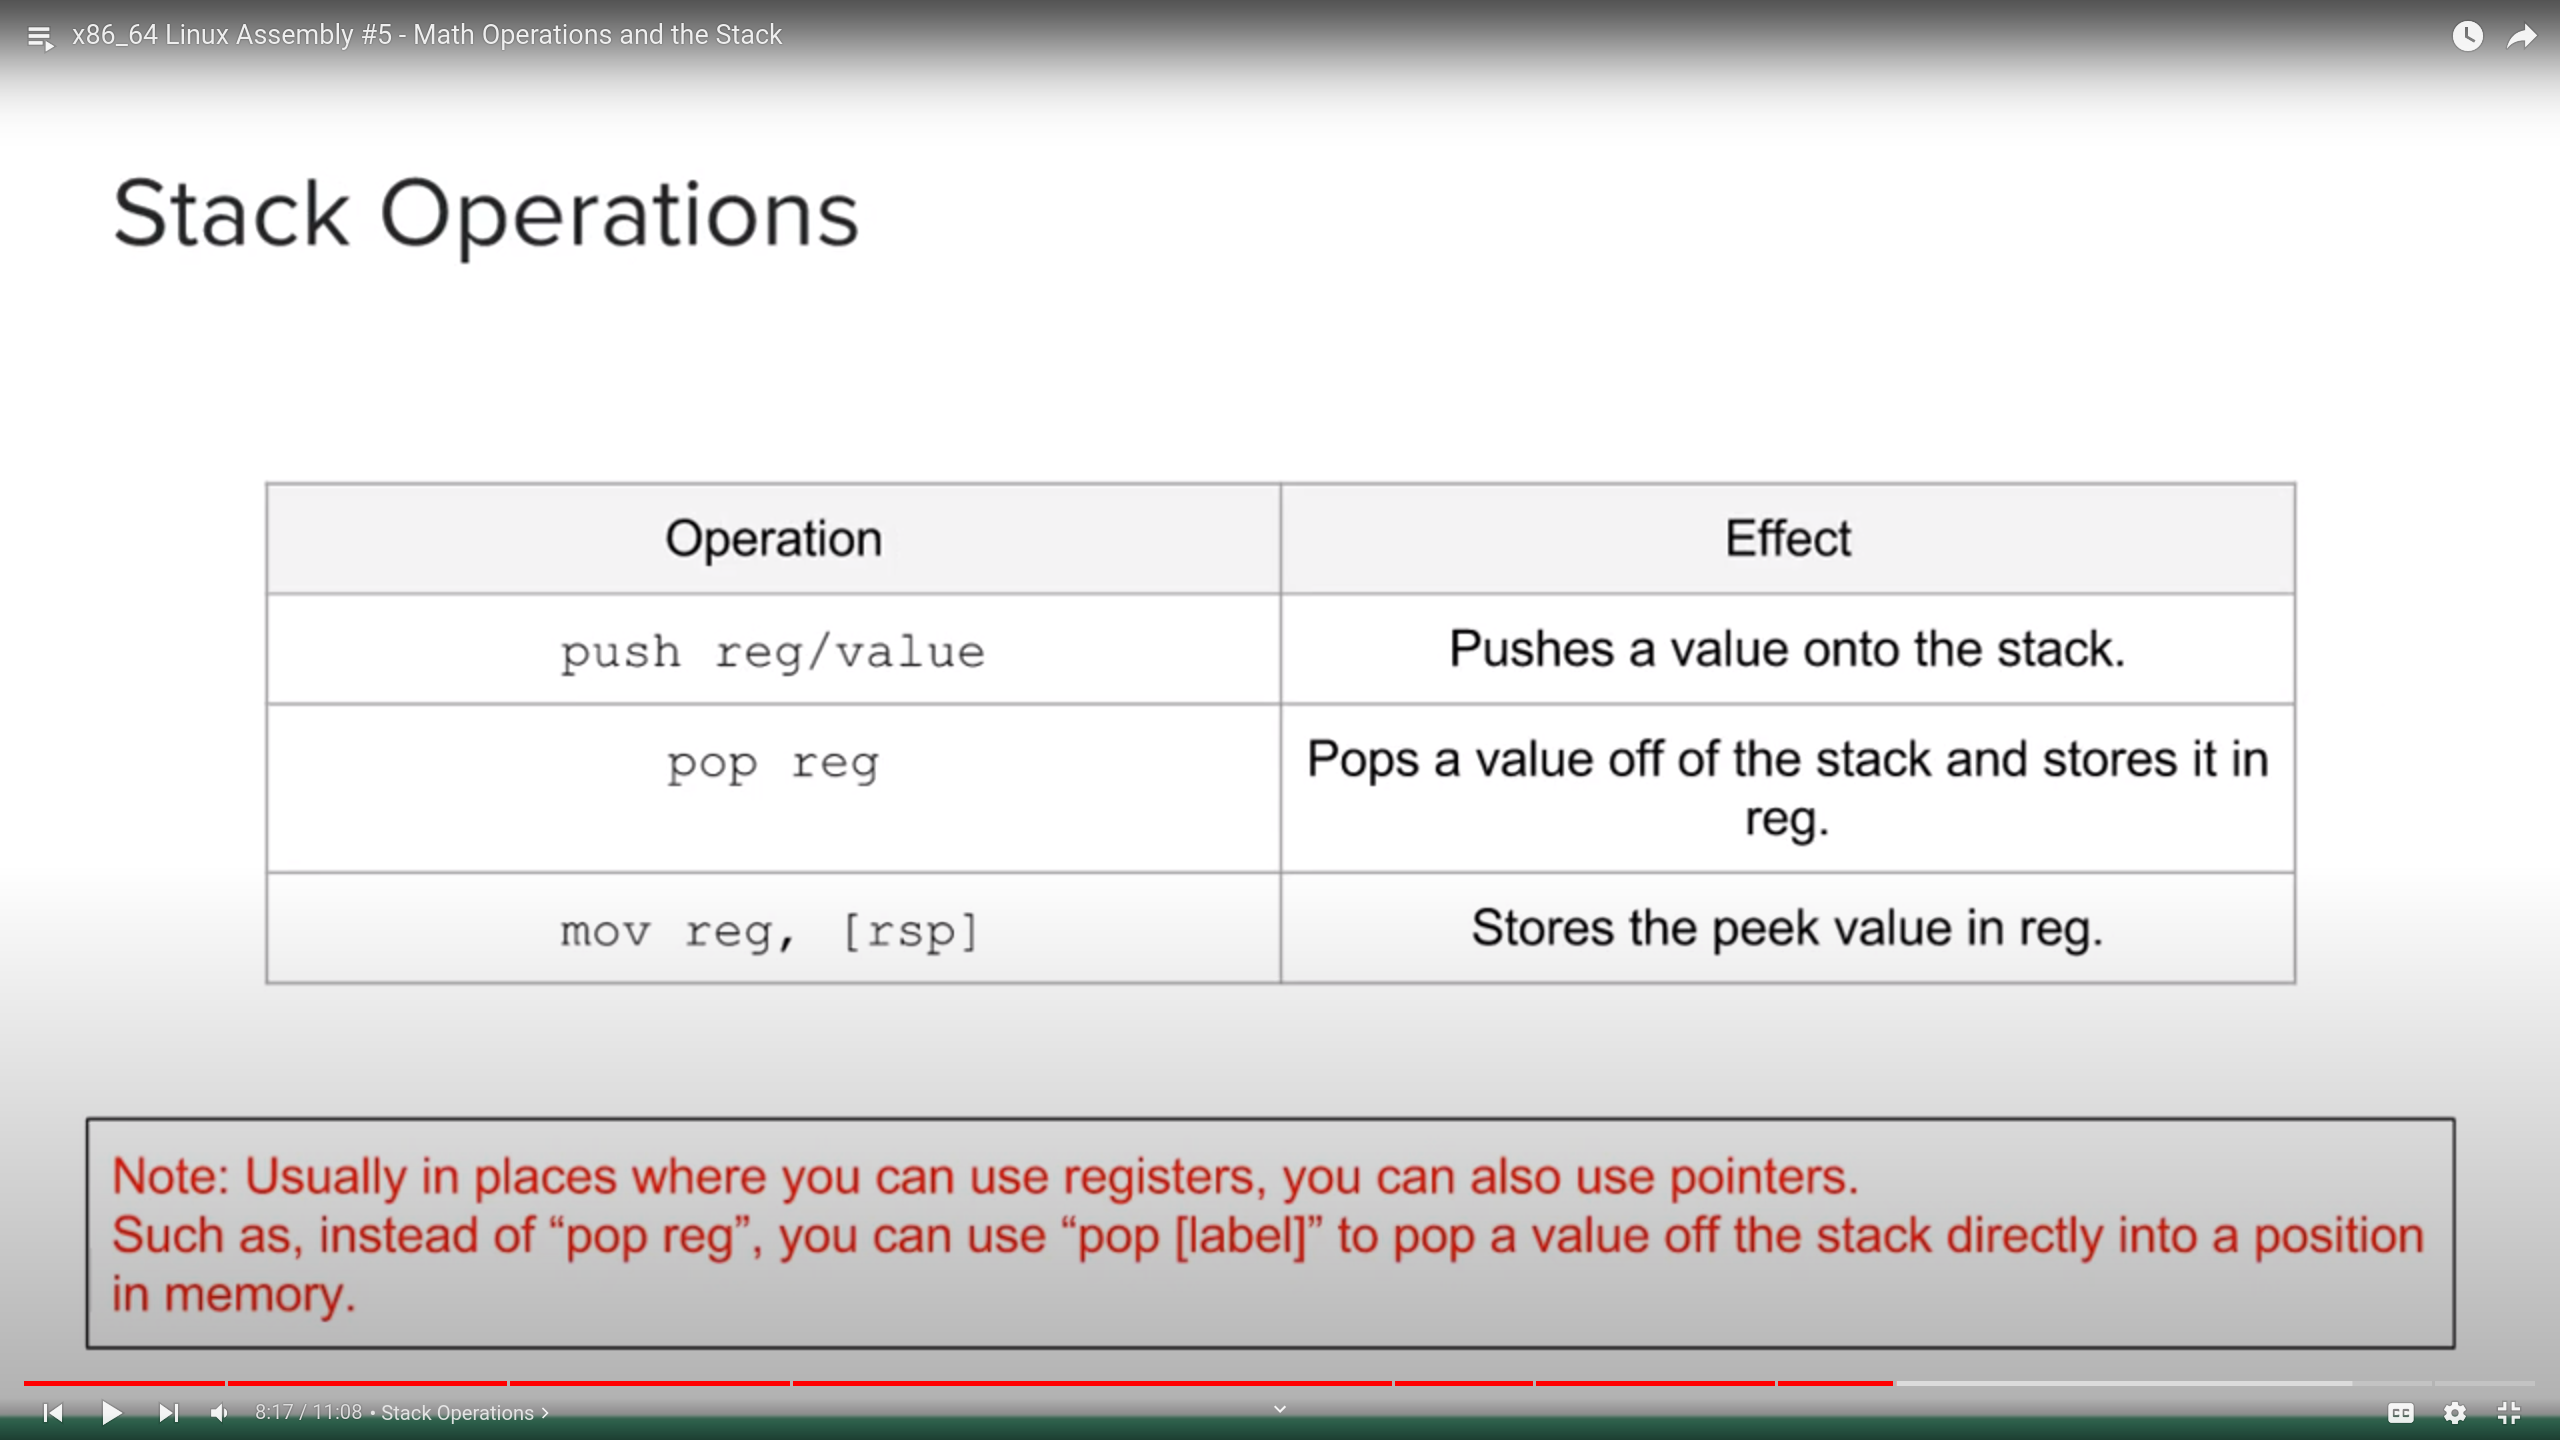 x86_64 Linux Assembly #5 - Math Operations and the Stack
Stack Operations
Operation
Effect
push reg/value
Pushes a value onto the stack.
pop reg
Pops a value off of the stack and stores it in
reg.
mov reg, [rsp]
Stores the peek value in reg.
Note: Usually in places where you can use registers, you can also use pointers.
Such as, instead of “pop reg”, you can use “pop [label]” to pop a value off the stack directly into a position
in memory.
8:17 / 11:08 • Stack Operations
CC